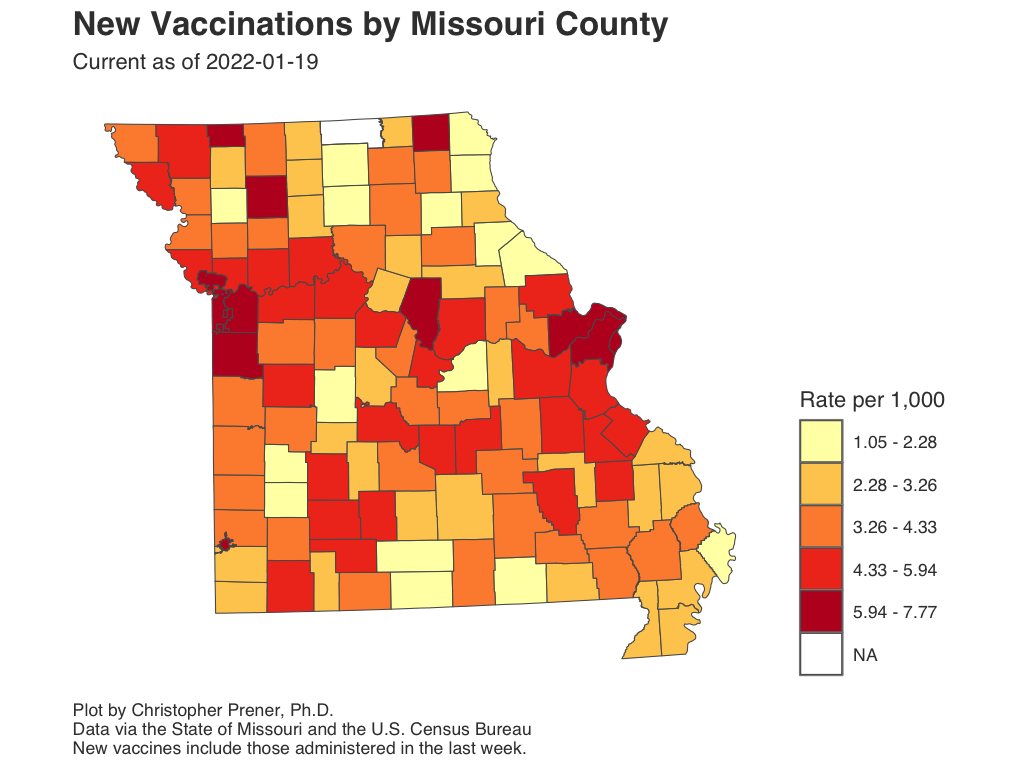 New Vaccinations by Missouri County
Current as of 2022-01-19
Rate per 1,000
1.05 - 2.28
2.28 - 3.26
3.26 - 4.33
4.33 - 5.94
5.94 - 7.77
NA
Plot by Christopher Prener, Ph.D.
Data via the State of Missouri and the U.S. Census Bureau
New vaccines include those administered in the last week.